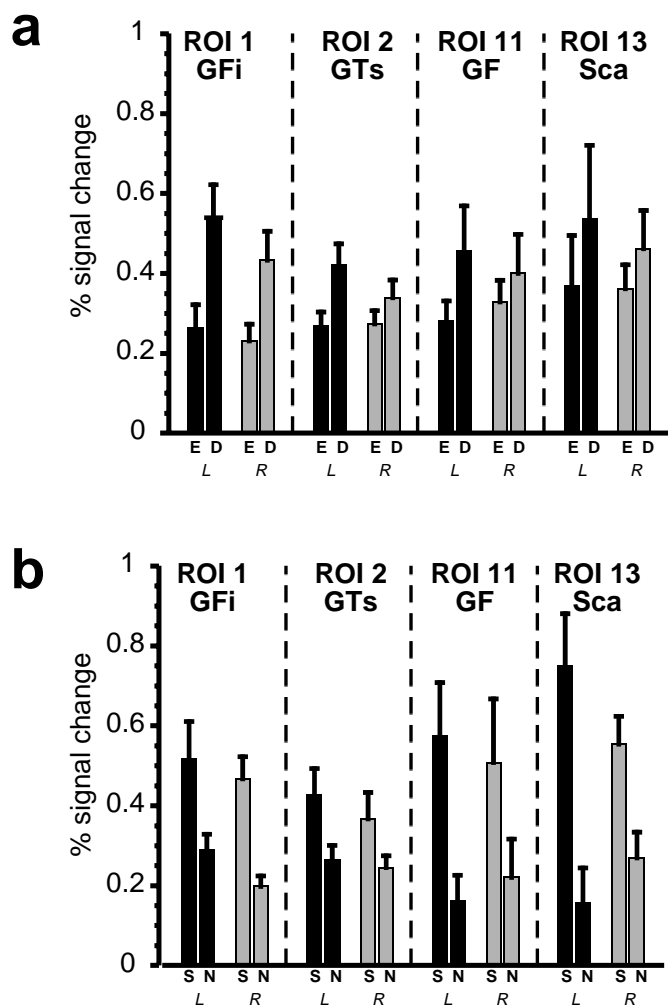 a
ROI 1 ROI 2 ROI 11 ROI 13
GFi GTs GF Sca
% signal change
1
0.8
0.6
0.4
0.2
0
E D E D E D E D E D E D E D E D
L R L R L R L R
b
ROI 1 ROI 2 ROI 11 ROI 13
GFi GTs GF Sca
% signal change
1
0.8
0.6
0.4
0.2
0
S N S N S N S N S N S N S N S N
L R L R L R L R